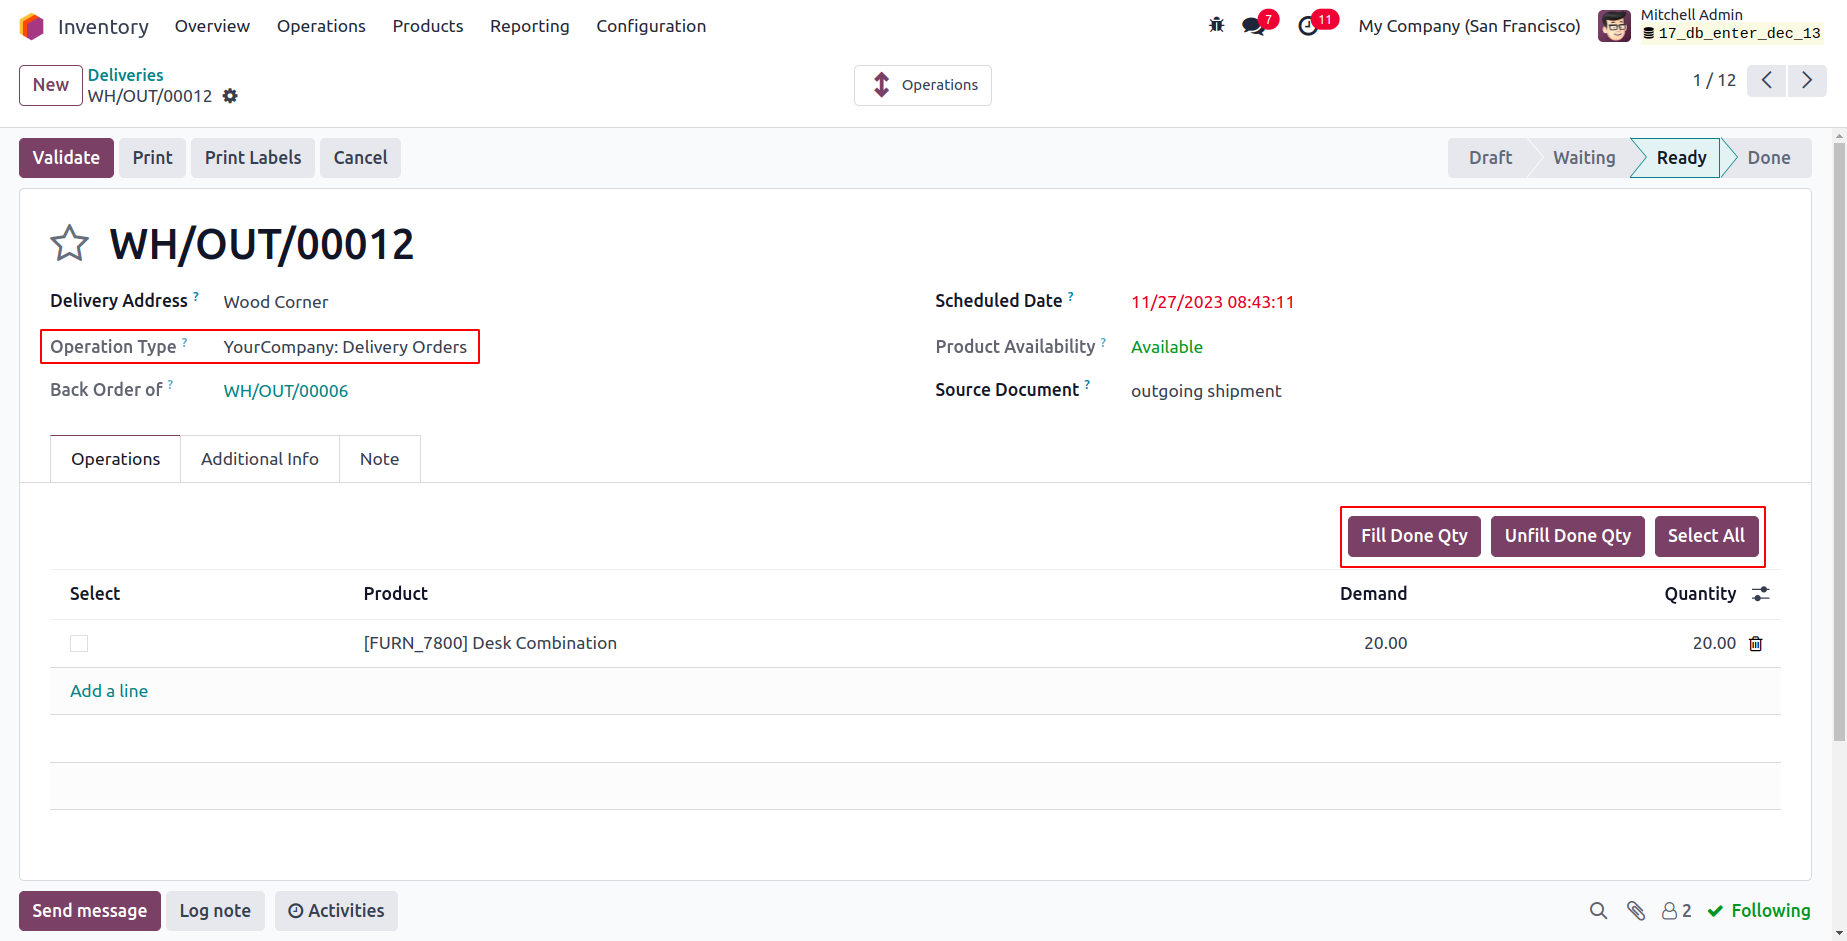 Inventory Overview Operations Products Reporting Configuration 7 11 My Company (San Francisco) Mitchell Admin
17_db_enter_dec_13
New Deliveries
WH/OUT/00012
Operations
1 / 12
Validate Print Print Labels Cancel Draft Waiting Ready Done
WH/OUT/00012
Delivery Address ? Wood Corner Scheduled Date ? 11/27/2023 08:43:11
Operation Type ? YourCompany: Delivery Orders Product Availability ? Available
Back Order of ? WH/OUT/00006 Source Document ? outgoing shipment
Operations Additional Info Note
Fill Done Qty Unfill Done Qty Select All
Select Product Demand Quantity
[FURN_7800] Desk Combination 20.00 20.00
Add a line
Send message Log note Activities 2 Following